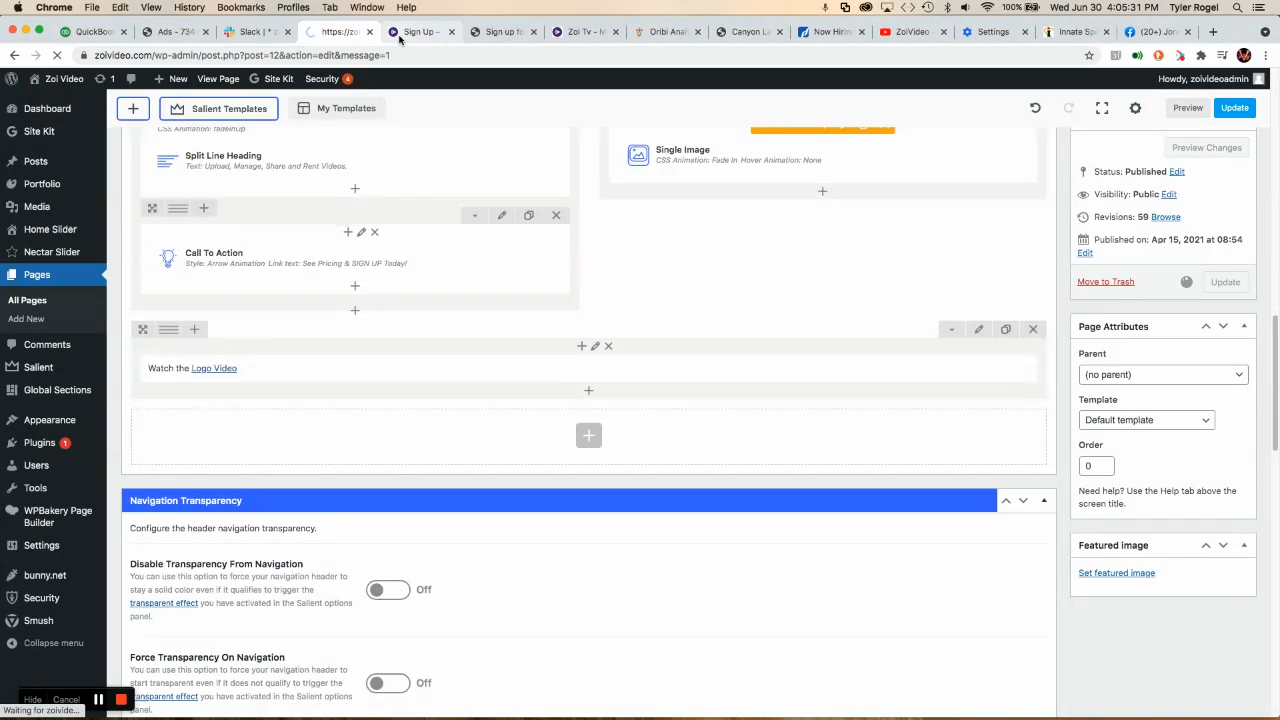 Chrome File Edit View History Bookmarks Profiles Tab Window Help 100% Wed Jun 2 4:05:31 PM Tyler Rogel
QuickBook Ads - 734 Slack | * z https://zoi Sign Up – Sign up fo Zoi Tv - M Oribi Anal Canyon La Now Hirin ZoiVideo - Settings Innate Sp (20+) Jon
zoivideo.com/wp-admin/post.php?post=12&action=edit&message=1
Zoi Video 1 New View Page Site Kit Security 4 Howdy, zoivideoadmin
Dashboard
Site Kit
Posts
Portfolio
Media
Home Slider
Nectar Slider
Pages
All Pages
Add New
Comments
Salient
Global Sections
Appearance
Plugins 1
Users
Tools
WPBakery Page
Builder
Settings
bunny.net
Security
Smush
Collapse menu
Hide Cancel
Waiting for zoivide...
Salient Templates My Templates Preview Update
CSS Animation: fadeInUp
Split Line Heading
Text: Upload, Manage, Share and Rent Videos.
Single Image
CSS Animation: Fade In Hover Animation: None
Call To Action
Style: Arrow Animation Link text: See Pricing & SIGN UP Today!
Watch the Logo Video
Navigation Transparency
Configure the header navigation transparency.
Disable Transparency From Navigation
You can use this option to force your navigation header to
stay a solid color even if it qualifies to trigger the
transparent effect you have activated in the Salient options
panel.
Off
Force Transparency On Navigation
You can use this option to force your navigation header to
start transparent even if it does not qualify to trigger the
transparent effect you have activated in the Salient options
panel.
Off
Preview Changes
Status: Published Edit
Visibility: Public Edit
Revisions: 59 Browse
Published on: Apr 15, 2021 at 08:54
Edit
Move to Trash Update
Page Attributes
Parent
(no parent)
Template
Default template
Order
0
Need help? Use the Help tab above the
screen title.
Featured image
Set featured image